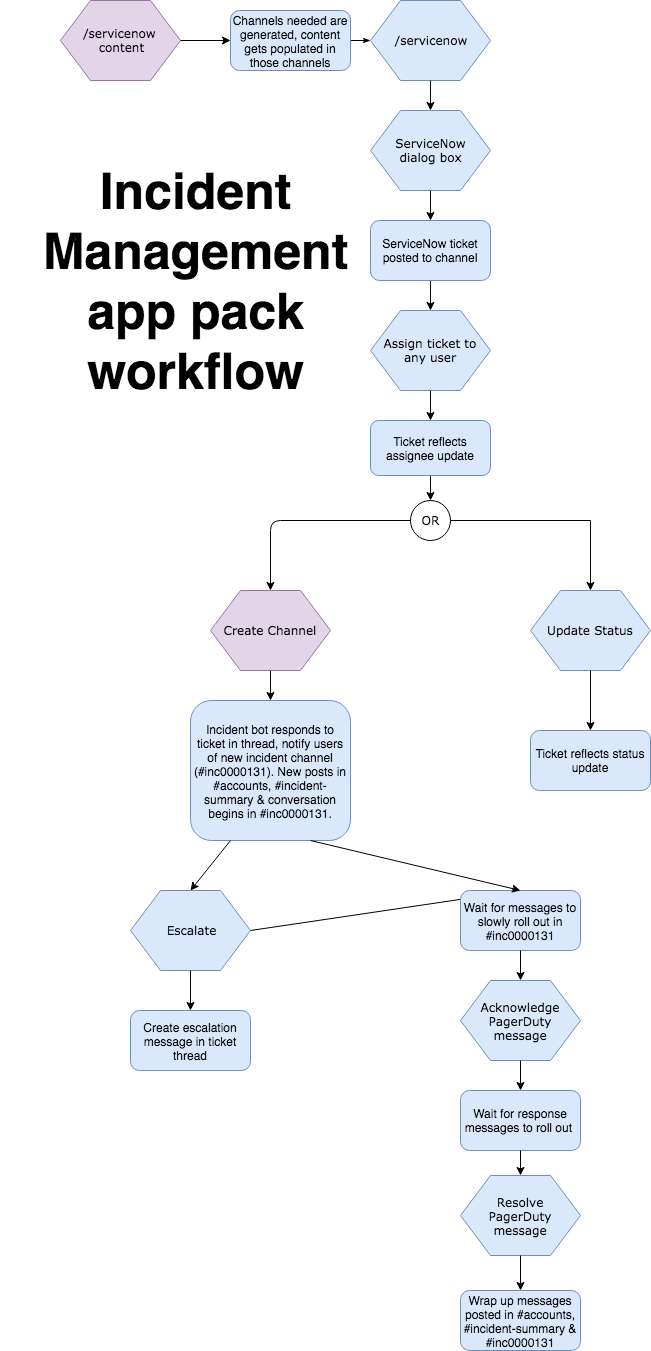 /servicenow
content
Channels needed are
generated, content
gets populated in
those channels
/servicenow
ServiceNow
dialog box
Incident
Management
app pack
workflow
ServiceNow ticket
posted to channel
Assign ticket to
any user
Ticket reflects
assignee update
OR
Create Channel
Update Status
Incident bot responds to
ticket in thread, notify users
of new incident channel
(#inc0000131). New posts in
#accounts, #incident-
summary & conversation
begins in #inc0000131.
Ticket reflects status
update
Escalate
Wait for messages to
slowly roll out in
#inc0000131
Create escalation
message in ticket
thread
Acknowledge
PagerDuty
message
Wait for response
messages to roll out
Resolve
PagerDuty
message
Wrap up messages
posted in #accounts,
#incident-summary &
#inc0000131